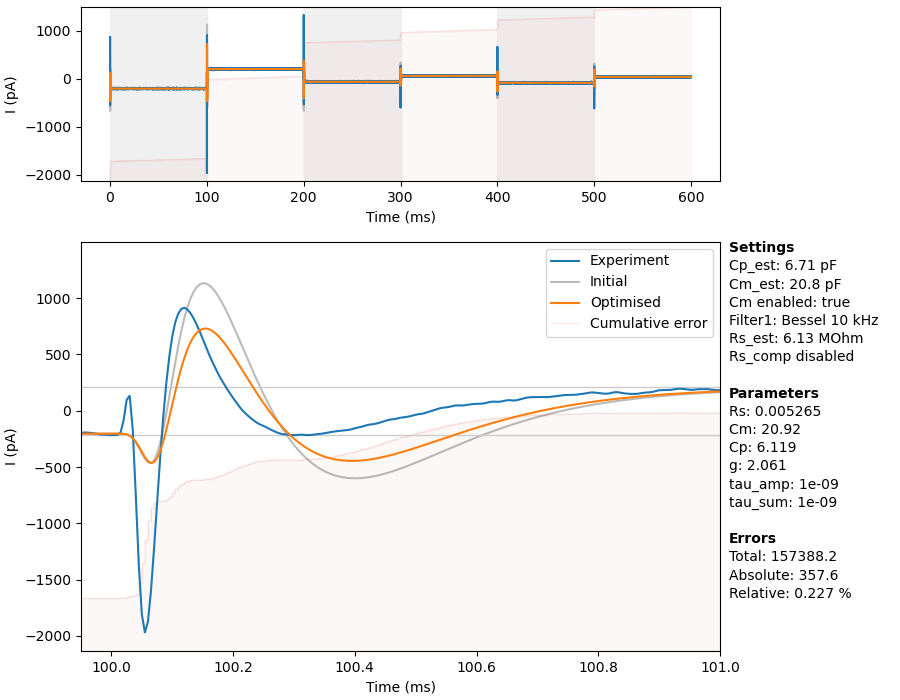 1000
0
−1000
−2000
I (pA)
0 100 200 300 400 500 600
Time (ms)
1000
500
0
−500
−1000
−1500
−2000
I (pA)
100.0 100.2 100.4 100.6 100.8 101.0
Time (ms)
Experiment
Initial
Optimised
Cumulative error
Settings
Cp_est: 6.71 pF
Cm_est: 20.8 pF
Cm enabled: true
Filter1: Bessel 10 kHz
Rs_est: 6.13 MOhm
Rs_comp disabled
Parameters
Rs: 0.005265
Cm: 20.92
Cp: 6.119
g: 2.061
tau_amp: 1e-09
tau_sum: 1e-09
Errors
Total: 157388.2
Absolute: 357.6
Relative: 0.227 %